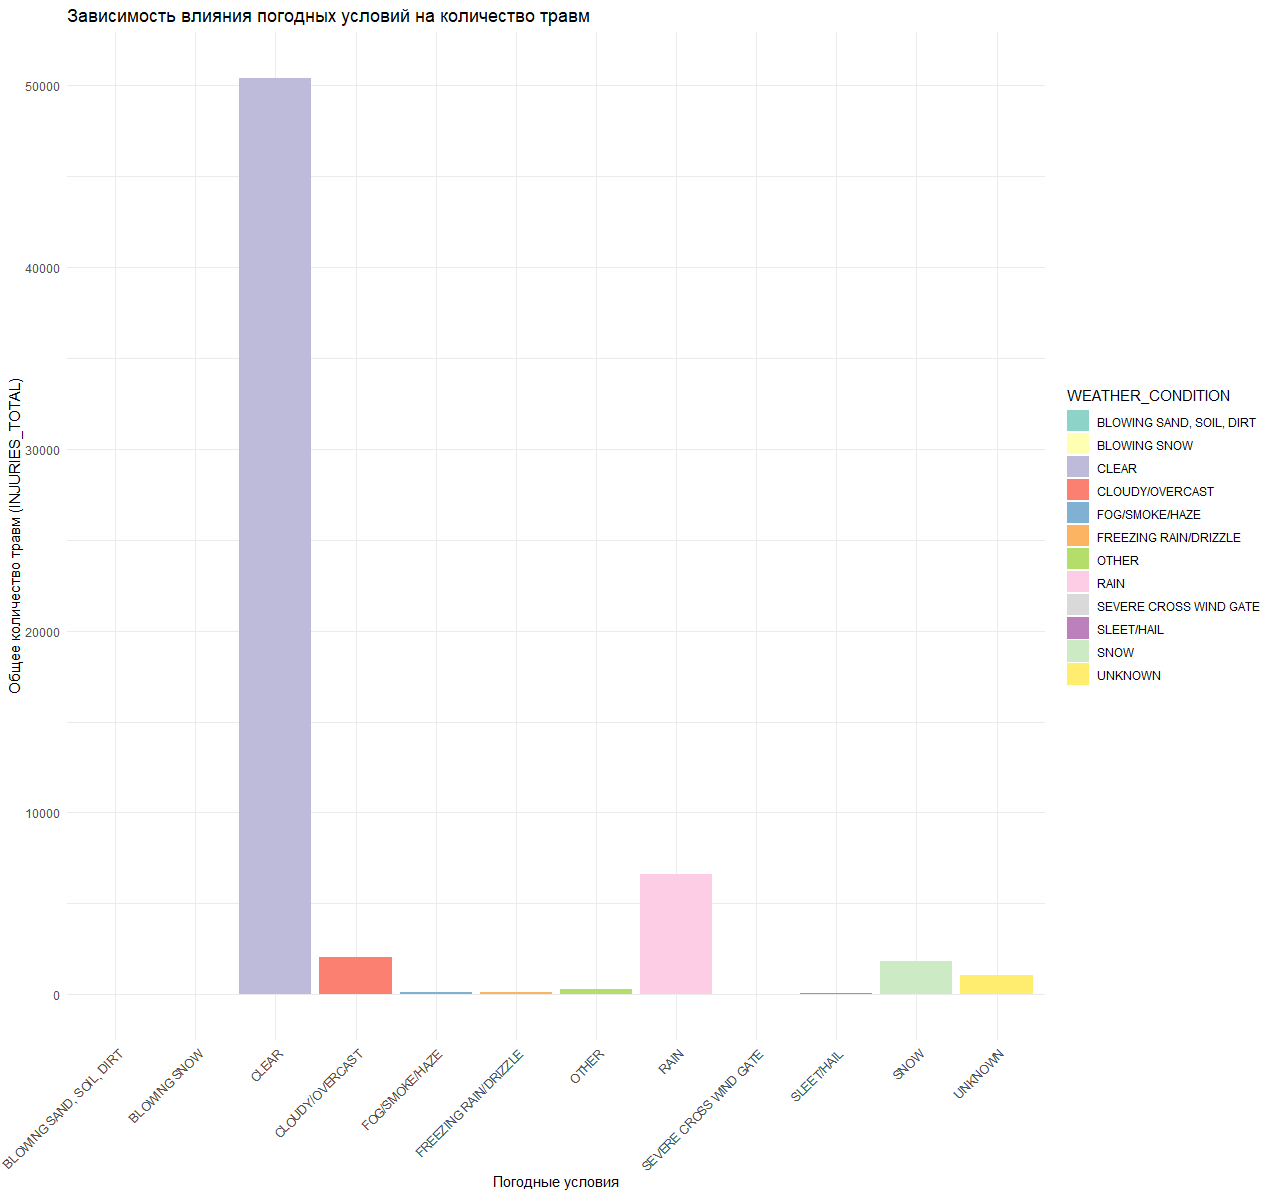 Зависимость влияния погодных условий на количество травм
Общее количество травм (INJURIES_TOTAL)
50000
40000
30000
20000
10000
0
BLOWING SAND, SOIL, DIRT
BLOWING SNOW
CLEAR
CLOUDY/OVERCAST
FOG/SMOKE/HAZE
FREEZING RAIN/DRIZZLE
OTHER
RAIN
SEVERE CROSS WIND GATE
SLEET/HAIL
SNOW
UNKNOWN
Погодные условия
WEATHER_CONDITION
BLOWING SAND, SOIL, DIRT
BLOWING SNOW
CLEAR
CLOUDY/OVERCAST
FOG/SMOKE/HAZE
FREEZING RAIN/DRIZZLE
OTHER
RAIN
SEVERE CROSS WIND GATE
SLEET/HAIL
SNOW
UNKNOWN